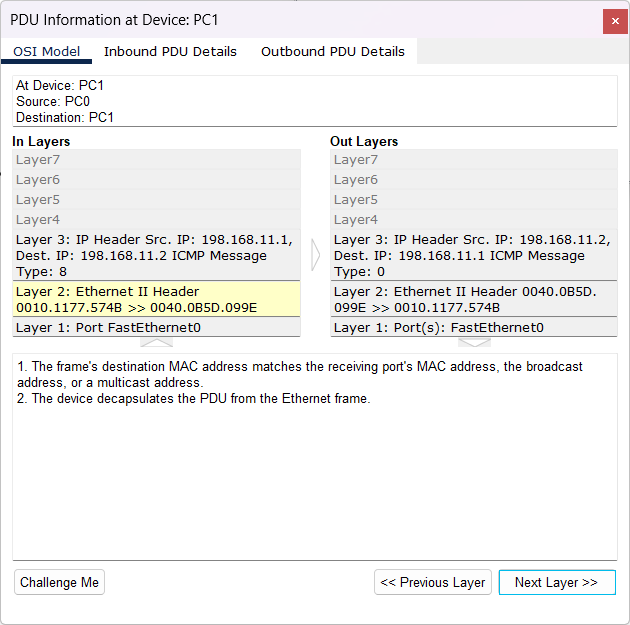 PDU Information at Device: PC1
×
OSI Model Inbound PDU Details Outbound PDU Details
At Device: PC1
Source: PC0
Destination: PC1
In Layers
Layer7
Layer6
Layer5
Layer4
Layer 3: IP Header Src. IP: 198.168.11.1,
Dest. IP: 198.168.11.2 ICMP Message
Type: 8
Layer 2: Ethernet II Header
0010.1177.574B >> 0040.0B5D.099E
Layer 1: Port FastEthernet0
Out Layers
Layer7
Layer6
Layer5
Layer4
Layer 3: IP Header Src. IP: 198.168.11.2,
Dest. IP: 198.168.11.1 ICMP Message
Type: 0
Layer 2: Ethernet II Header 0040.0B5D.
099E >> 0010.1177.574B
Layer 1: Port(s): FastEthernet0
1. The frame's destination MAC address matches the receiving port's MAC address, the broadcast
address, or a multicast address.
2. The device decapsulates the PDU from the Ethernet frame.
Challenge Me << Previous Layer Next Layer >>